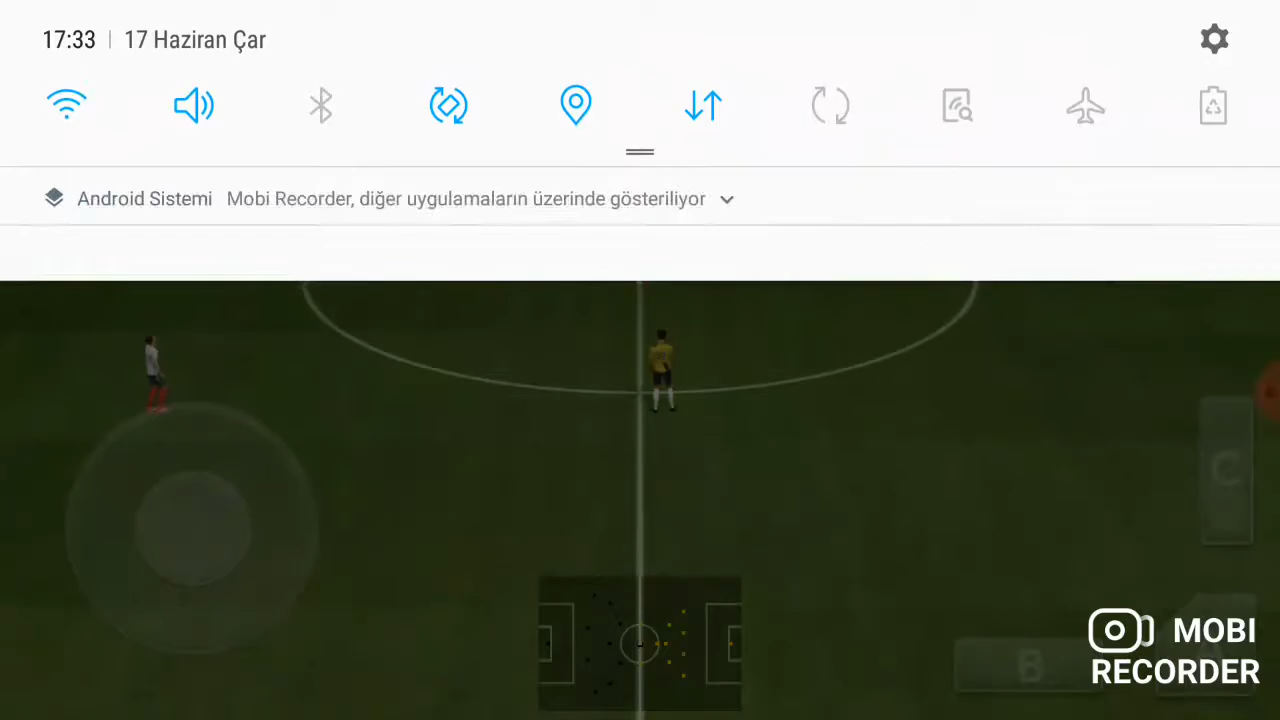 17:33 | 17 Haziran Çar
Android Sistemi Mobi Recorder, diğer uygulamaların üzerinde gösteriliyor
C
B
A
MOBI
RECORDER